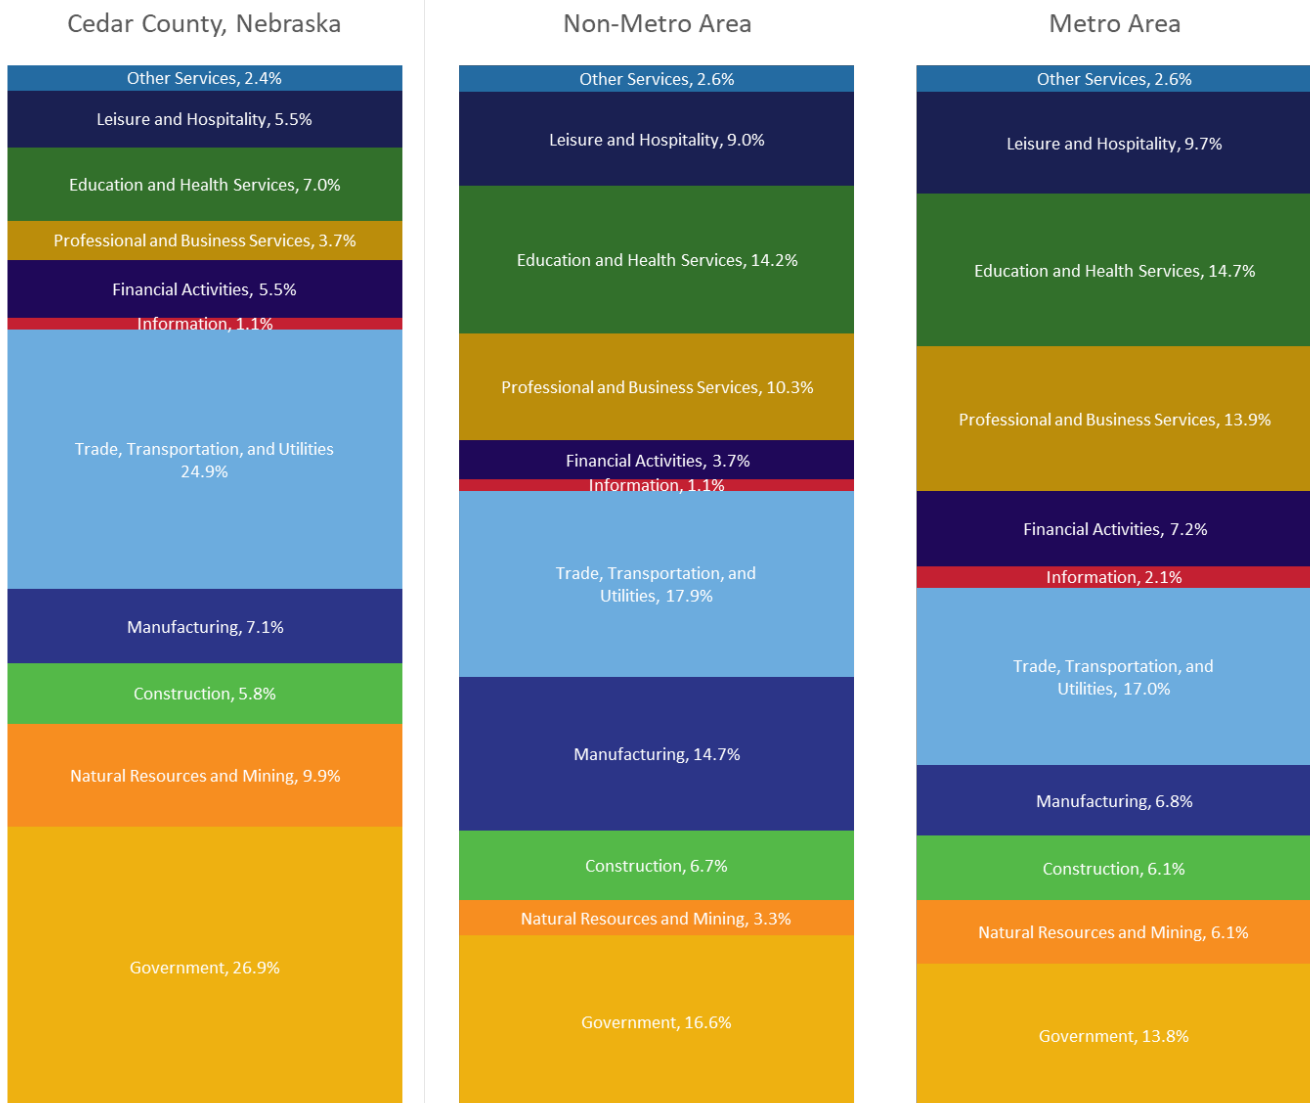 Cedar County, Nebraska
Other Services, 2.4%
Leisure and Hospitality, 5.5%
Education and Health Services, 7.0%
Professional and Business Services, 3.7%
Financial Activities, 5.5%
Information, 1.1%
Trade, Transportation, and Utilities
24.9%
Manufacturing, 7.1%
Construction, 5.8%
Natural Resources and Mining, 9.9%
Government, 26.9%
Non-Metro Area
Other Services, 2.6%
Leisure and Hospitality, 9.0%
Education and Health Services, 14.2%
Professional and Business Services, 10.3%
Financial Activities, 3.7%
Information, 1.1%
Trade, Transportation, and
Utilities, 17.9%
Manufacturing, 14.7%
Construction, 6.7%
Natural Resources and Mining, 3.3%
Government, 16.6%
Metro Area
Other Services, 2.6%
Leisure and Hospitality, 9.7%
Education and Health Services, 14.7%
Professional and Business Services, 13.9%
Financial Activities, 7.2%
Information, 2.1%
Trade, Transportation, and
Utilities, 17.0%
Manufacturing, 6.8%
Construction, 6.1%
Natural Resources and Mining, 6.1%
Government, 13.8%